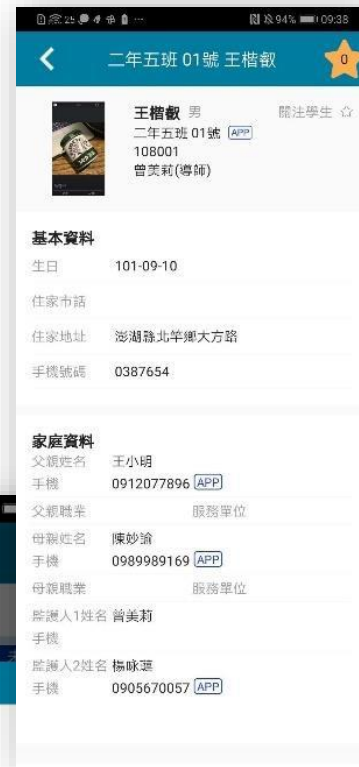 94% 09:38
二年五班 01號 王楷叡
0
王楷叡 男 關注學生
二年五班 01號 APP
108001
曾美莉(導師)
基本資料
生日 101-09-10
住家市話
住家地址 澎湖縣北竿鄉大方路
手機號碼 0387654
家庭資料
父親姓名 王小明
手機 0912077896 APP
父親職業 服務單位
母親姓名 陳妙諭
手機 0989989169 APP
母親職業 服務單位
監護人1姓名 曾美莉
手機
監護人2姓名 楊咏
手機 0905670057 APP